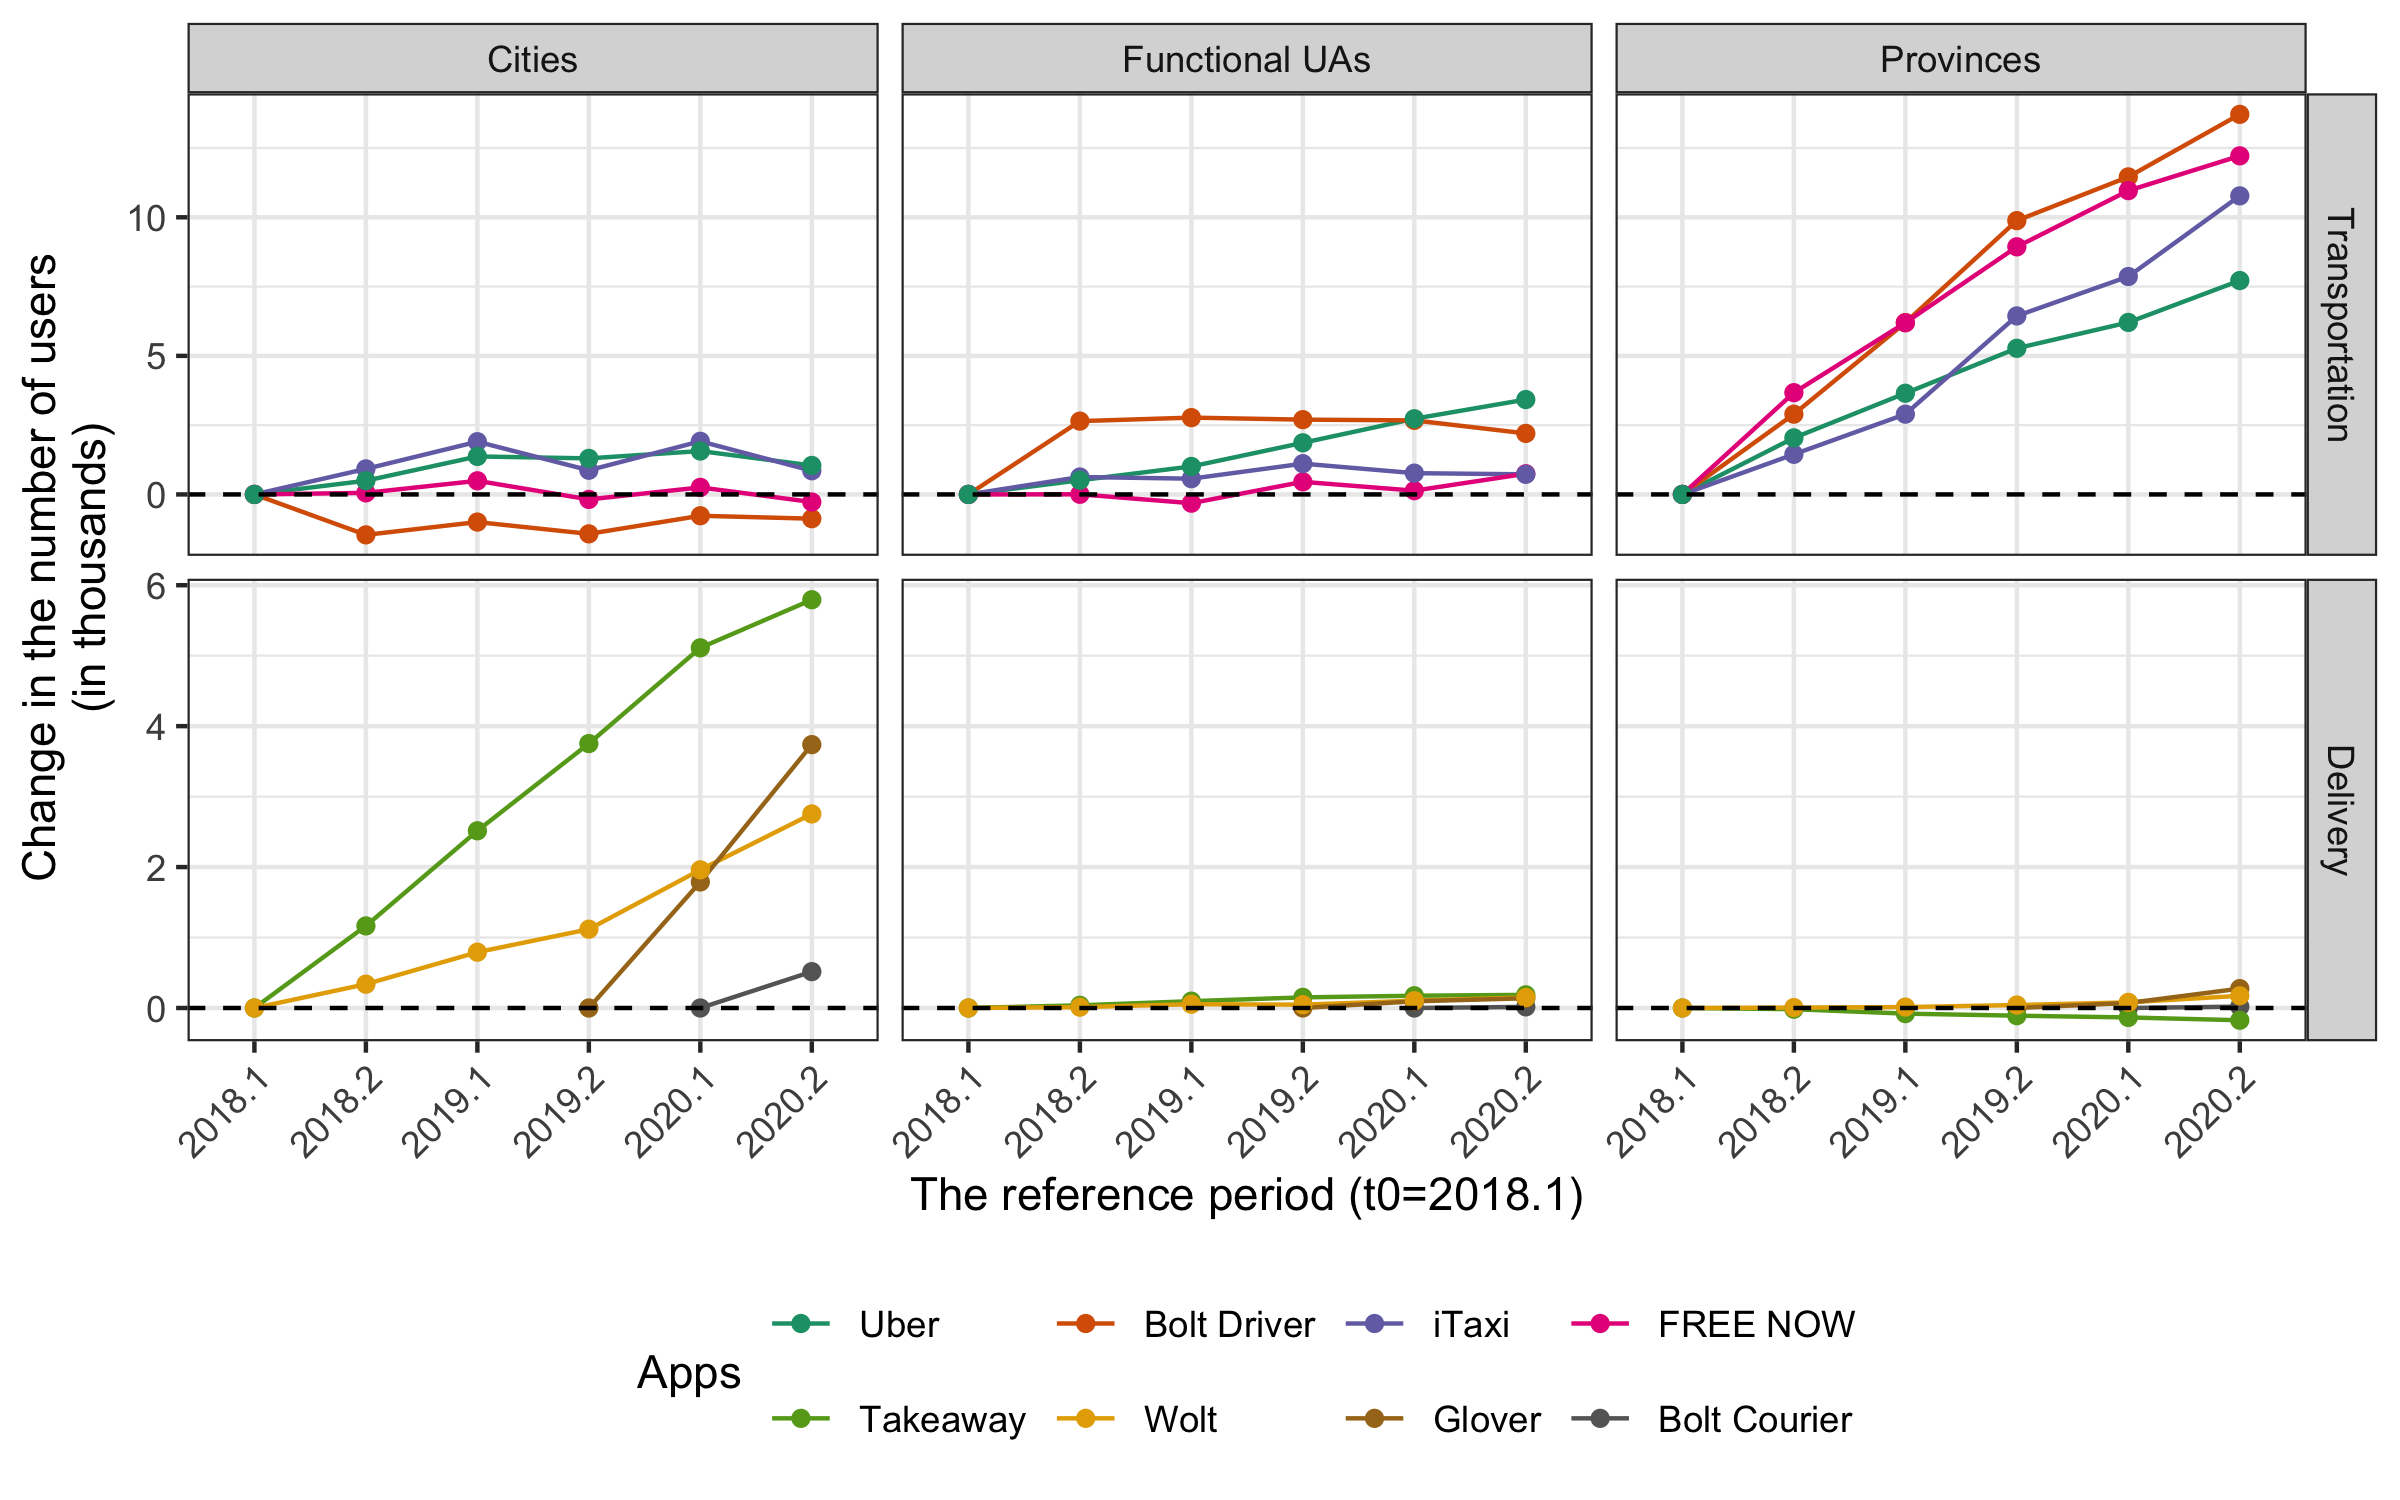 Cities
Functional UAs
Provinces
Change in the number of users
(in thousands)
10
5
0
Transportation
6
4
2
0
Delivery
2018.1
2018.2
2019.1
2019.2
2020.1
2020.2
2018.1
2018.2
2019.1
2019.2
2020.1
2020.2
2018.1
2018.2
2019.1
2019.2
2020.1
2020.2
The reference period (t0=2018.1)
Apps
Uber
Bolt Driver
iTaxi
FREE NOW
Takeaway
Wolt
Glover
Bolt Courier